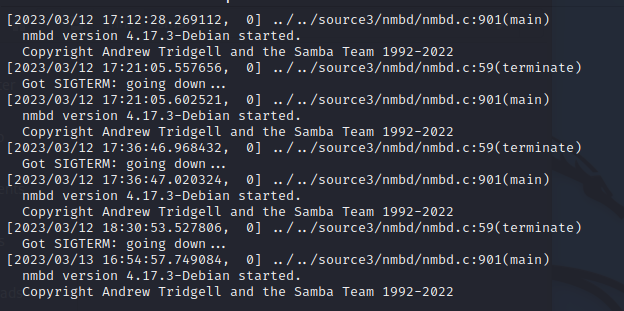 [2023/03/12 17:12:28.269112,  0] ../../source3/nmbd/nmbd.c:901(main)
  nmbd version 4.17.3-Debian started.
  Copyright Andrew Tridgell and the Samba Team 1992-2022
[2023/03/12 17:21:05.557656,  0] ../../source3/nmbd/nmbd.c:59(terminate)
  Got SIGTERM: going down...
[2023/03/12 17:21:05.602521,  0] ../../source3/nmbd/nmbd.c:901(main)
  nmbd version 4.17.3-Debian started.
  Copyright Andrew Tridgell and the Samba Team 1992-2022
[2023/03/12 17:36:46.968432,  0] ../../source3/nmbd/nmbd.c:59(terminate)
  Got SIGTERM: going down...
[2023/03/12 17:36:47.020324,  0] ../../source3/nmbd/nmbd.c:901(main)
  nmbd version 4.17.3-Debian started.
  Copyright Andrew Tridgell and the Samba Team 1992-2022
[2023/03/12 18:30:53.527806,  0] ../../source3/nmbd/nmbd.c:59(terminate)
  Got SIGTERM: going down...
[2023/03/13 16:54:57.749084,  0] ../../source3/nmbd/nmbd.c:901(main)
  nmbd version 4.17.3-Debian started.
  Copyright Andrew Tridgell and the Samba Team 1992-2022